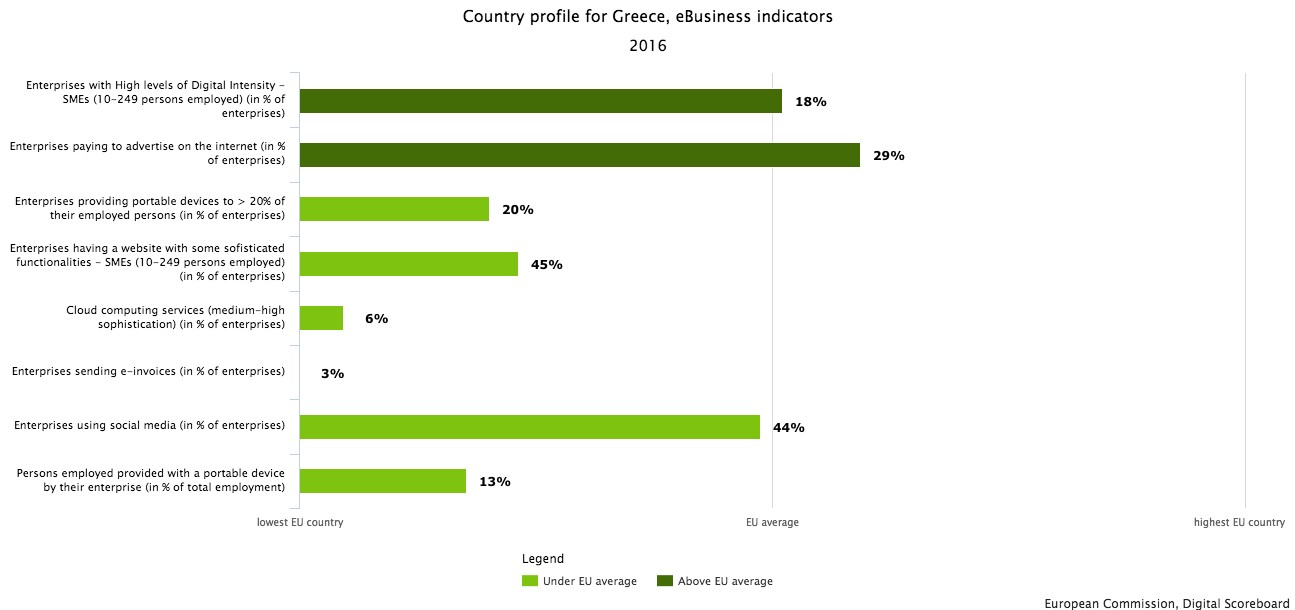 Country profile for Greece, eBusiness indicators
2016
Enterprises with High levels of Digital Intensity -
SMEs (10-249 persons employed) (in % of
enterprises)
18%
Enterprises paying to advertise on the internet (in %
of enterprises)
29%
Enterprises providing portable devices to > 20% of
their employed persons (in % of enterprises)
20%
Enterprises having a website with some sofisticated
functionalities - SMEs (10-249 persons employed)
(in % of enterprises)
45%
Cloud computing services (medium-high
sophistication) (in % of enterprises)
6%
Enterprises sending e-invoices (in % of enterprises)
3%
Enterprises using social media (in % of enterprises)
44%
Persons employed provided with a portable device
by their enterprise (in % of total employment)
13%
lowest EU country
EU average
highest EU country
Legend
Under EU average
Above EU average
European Commission, Digital Scoreboard